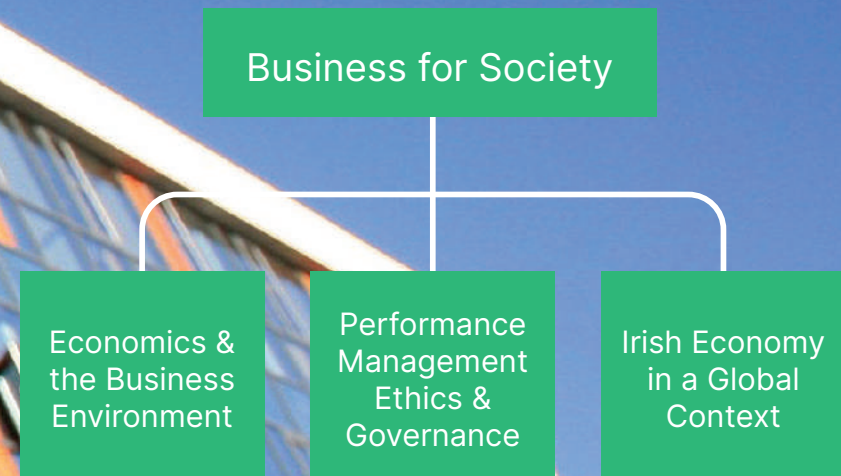 Business for Society
Economics &
the Business
Environment
Performance
Management
Ethics &
Governance
Irish Economy
in a Global
Context